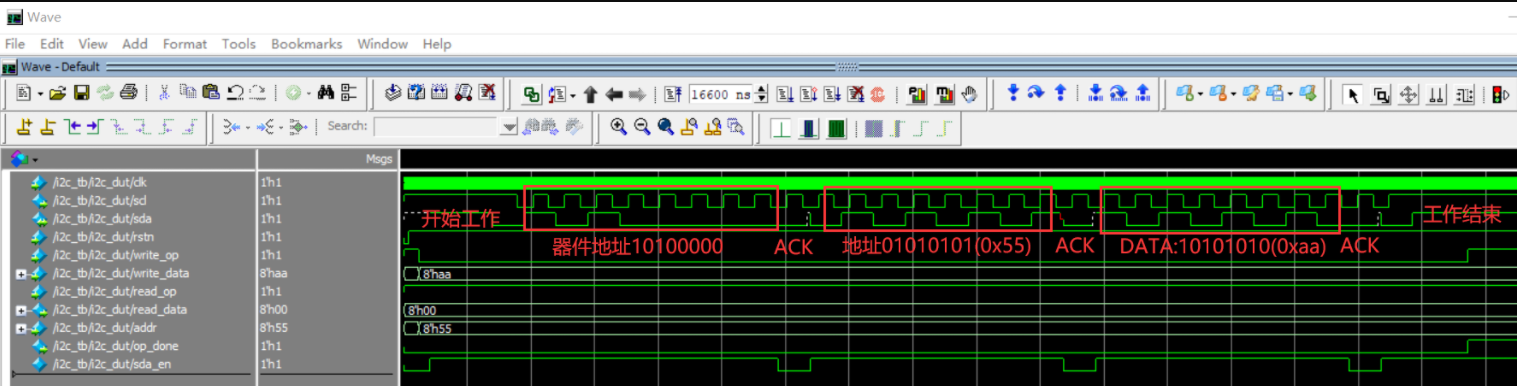 Wave
File Edit View Add Format Tools Bookmarks Window Help
Wave - Default
16600 ns
Search:
Msgs
/i2c_tb/i2c_dut/clk 1'h1
/i2c_tb/i2c_dut/scl 1'h1
/i2c_tb/i2c_dut/sda 1'h1
开始工作 工作结束
/i2c_tb/i2c_dut/rstn 1'h1
器件地址10100000 ACK 地址01010101(0x55) ACK DATA:10101010(0xaa) ACK
/i2c_tb/i2c_dut/write_op 1'h1
/i2c_tb/i2c_dut/write_data 8'haa 8'haa
/i2c_tb/i2c_dut/read_op 1'h1
/i2c_tb/i2c_dut/read_data 8'h00 8'h00
/i2c_tb/i2c_dut/addr 8'h55 8'h55
/i2c_tb/i2c_dut/op_done 1'h1
/i2c_tb/i2c_dut/sda_en 1'h1